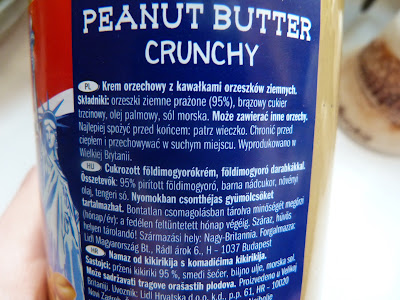 PEANUT BUTTER
CRUNCHY
PL Krem orzechowy z kawałkami orzeszków ziemnych.
Składniki: orzeszki ziemne prażone (95%), brązowy cukier
trzcinowy, olej palmowy, sól morska. Może zawierać inne orzechy.
Najlepiej spożyć przed końcem: patrz wieczko. Chronić przed
ciepłem i przechowywać w suchym miejscu. Wyprodukowano w
Wielkiej Brytanii.
HU Cukrozott földimogyorókrém, földimogyoró darabkákkal.
Összetevők: 95% pirított földimogyoró, barna nádcukor, növényi
olaj, tengeri só. Nyomokban csonthéjas gyümölcsöket
tartalmazhat. Bontatlan csomagolásban tárolva minőségét megőrzi
(hónap/év): a fedélen feltüntetett hónap végéig. Száraz, hűvös
helyen tárolandó! Származási hely: Nagy-Britannia. Forgalmazza:
Lidl Magyarország Bt., Rádl árok 6., H - 1037 Budapest
HR Namaz od kikirikija s komadićima kikirikija.
Sastojci: prženi kikiriki 95 %, smeđi šećer, biljno ulje, morska sol.
Može sadržavati tragove orašastih plodova. Proizvedeno u Velikoj
Britaniji. Uvoznik: Lidl Hrvatska d.o.o. k.d., p.p. 61, HR - 10020
Novi Zagreb